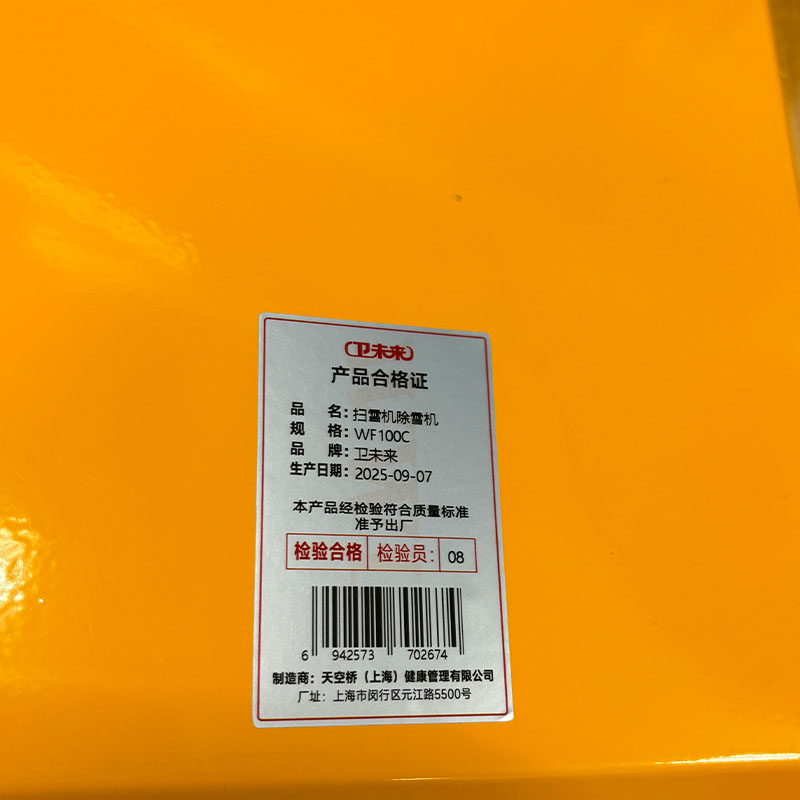 卫未来
产品合格证
品 名：扫雪机除雪机
规 格：WF100C
品 牌：卫未来
生产日期：2025-09-07
本产品经检验符合质量标准
准予出厂
检验合格 检验员： 08
6 942573 702674
制造商：天空桥（上海）健康管理有限公司
厂址：上海市闵行区元江路5500号